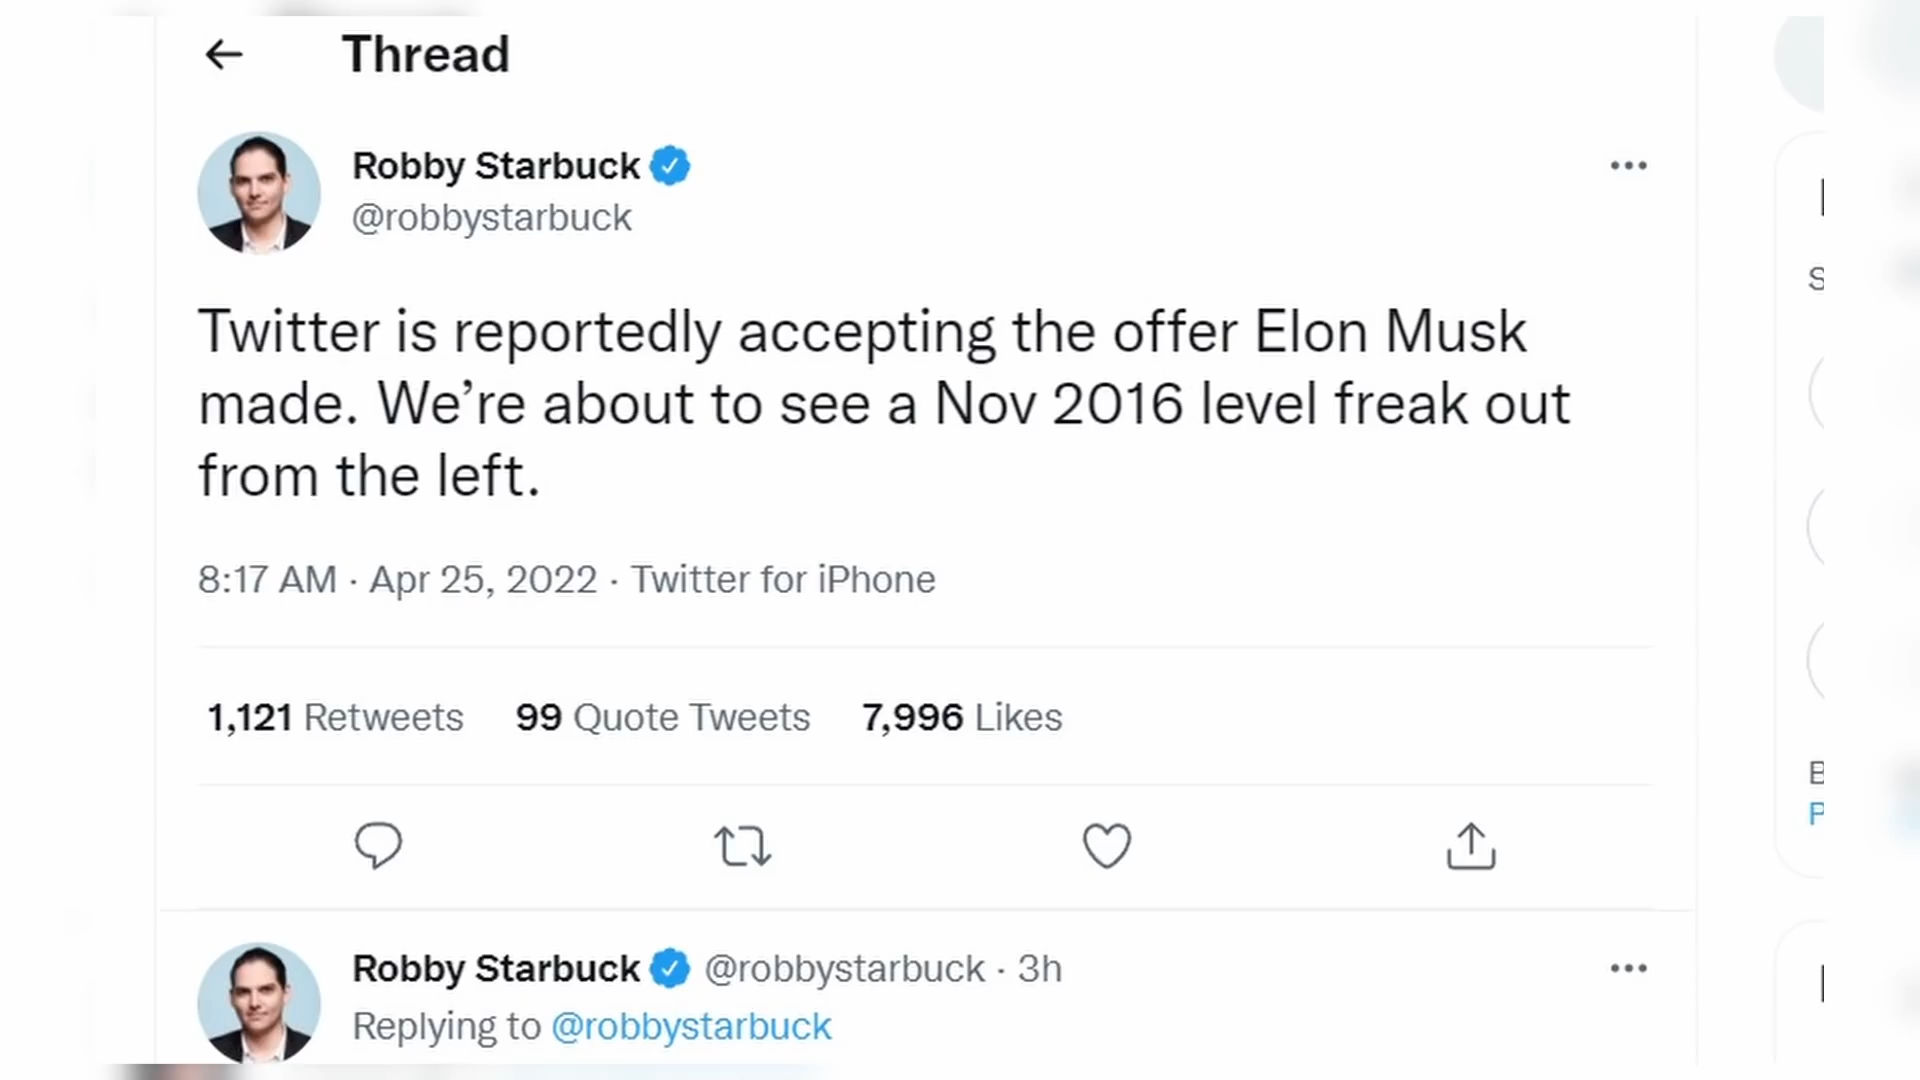 Thread
Robby Starbuck
@robbystarbuck
Twitter is reportedly accepting the offer Elon Musk
made. We’re about to see a Nov 2016 level freak out
from the left.
8:17 AM · Apr 25, 2022 · Twitter for iPhone
1,121 Retweets 99 Quote Tweets 7,996 Likes
Robby Starbuck @robbystarbuck · 3h
Replying to @robbystarbuck